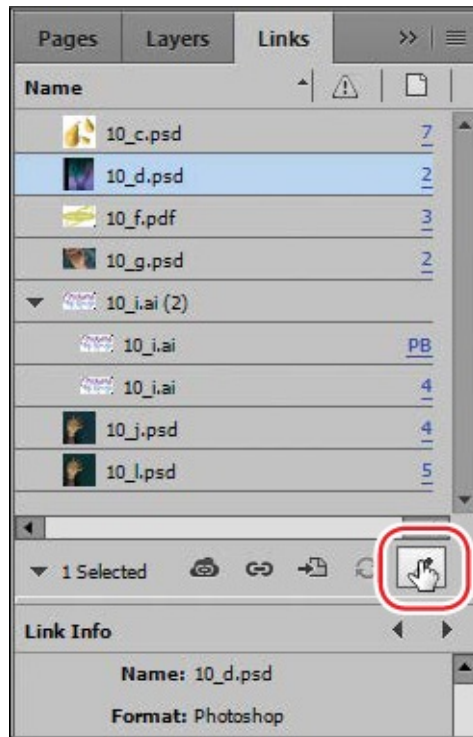 Pages Layers Links
Name
10_c.psd 7
10_d.psd 2
10_f.pdf 3
10_g.psd 2
10_i.ai (2)
10_i.ai PB
10_i.ai 4
10_j.psd 4
10_l.psd 5
1 Selected
Link Info
Name: 10_d.psd
Format: Photoshop